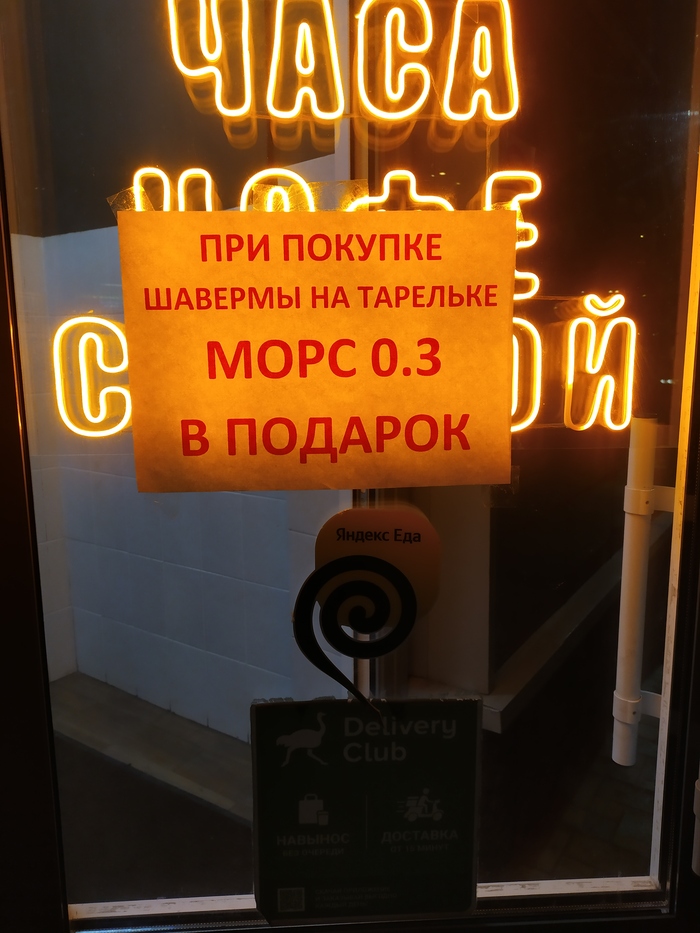 ЧАСА
ПРИ ПОКУПКЕ
ШАВЕРМЫ НА ТАРЕЛЬКЕ
МОРС 0.3
В ПОДАРОК
Яндекс Еда
Delivery
Club
НАВЫНОС
ДОСТАВКА